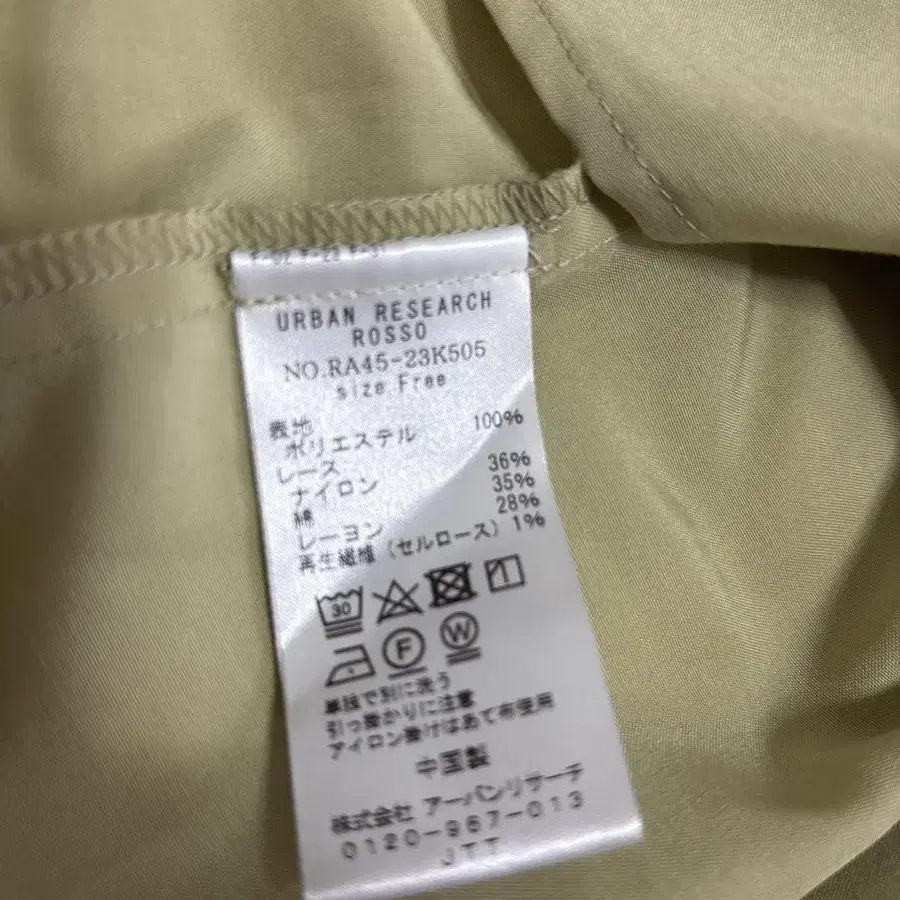 URBAN RESEARCH
ROSSO
NO.RA45-23K505
size Free
表地
ポリエステル 100%
レース
ナイロン 36%
綿 35%
レーヨン 28%
再生繊維(セルロース) 1%
30
F W
単独で別に洗う
引っ掛かりに注意
アイロン掛けはあて布使用
中国製
株式会社 アーバンリサーチ
0120-967-013
JTT